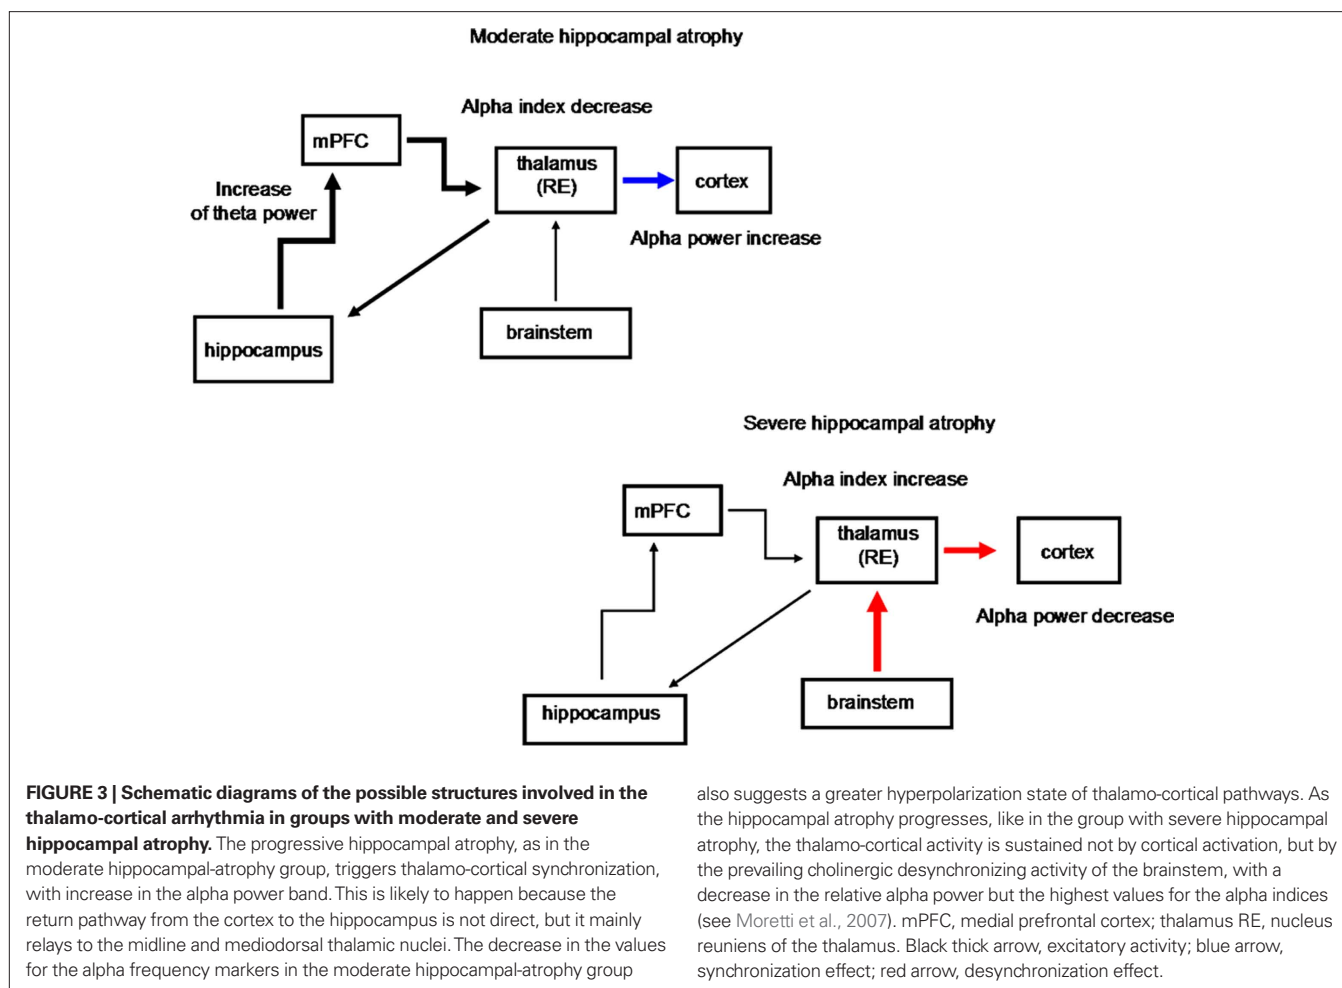 Moderate hippocampal atrophy
Alpha index decrease
mPFC
thalamus
(RE)
cortex
Increase
of theta power
Alpha power increase
hippocampus
brainstem
Severe hippocampal atrophy
Alpha index increase
mPFC
thalamus
(RE)
cortex
Alpha power decrease
hippocampus
brainstem
FIGURE 3 | Schematic diagrams of the possible structures involved in the
thalamo-cortical arrhythmia in groups with moderate and severe
hippocampal atrophy. The progressive hippocampal atrophy, as in the
moderate hippocampal-atrophy group, triggers thalamo-cortical synchronization,
with increase in the alpha power band. This is likely to happen because the
return pathway from the cortex to the hippocampus is not direct, but it mainly
relays to the midline and mediodorsal thalamic nuclei. The decrease in the values
for the alpha frequency markers in the moderate hippocampal-atrophy group
also suggests a greater hyperpolarization state of thalamo-cortical pathways. As
the hippocampal atrophy progresses, like in the group with severe hippocampal
atrophy, the thalamo-cortical activity is sustained not by cortical activation, but by
the prevailing cholinergic desynchronizing activity of the brainstem, with a
decrease in the relative alpha power but the highest values for the alpha indices
(see Moretti et al., 2007). mPFC, medial prefrontal cortex; thalamus RE, nucleus
reuniens of the thalamus. Black thick arrow, excitatory activity; blue arrow,
synchronization effect; red arrow, desynchronization effect.